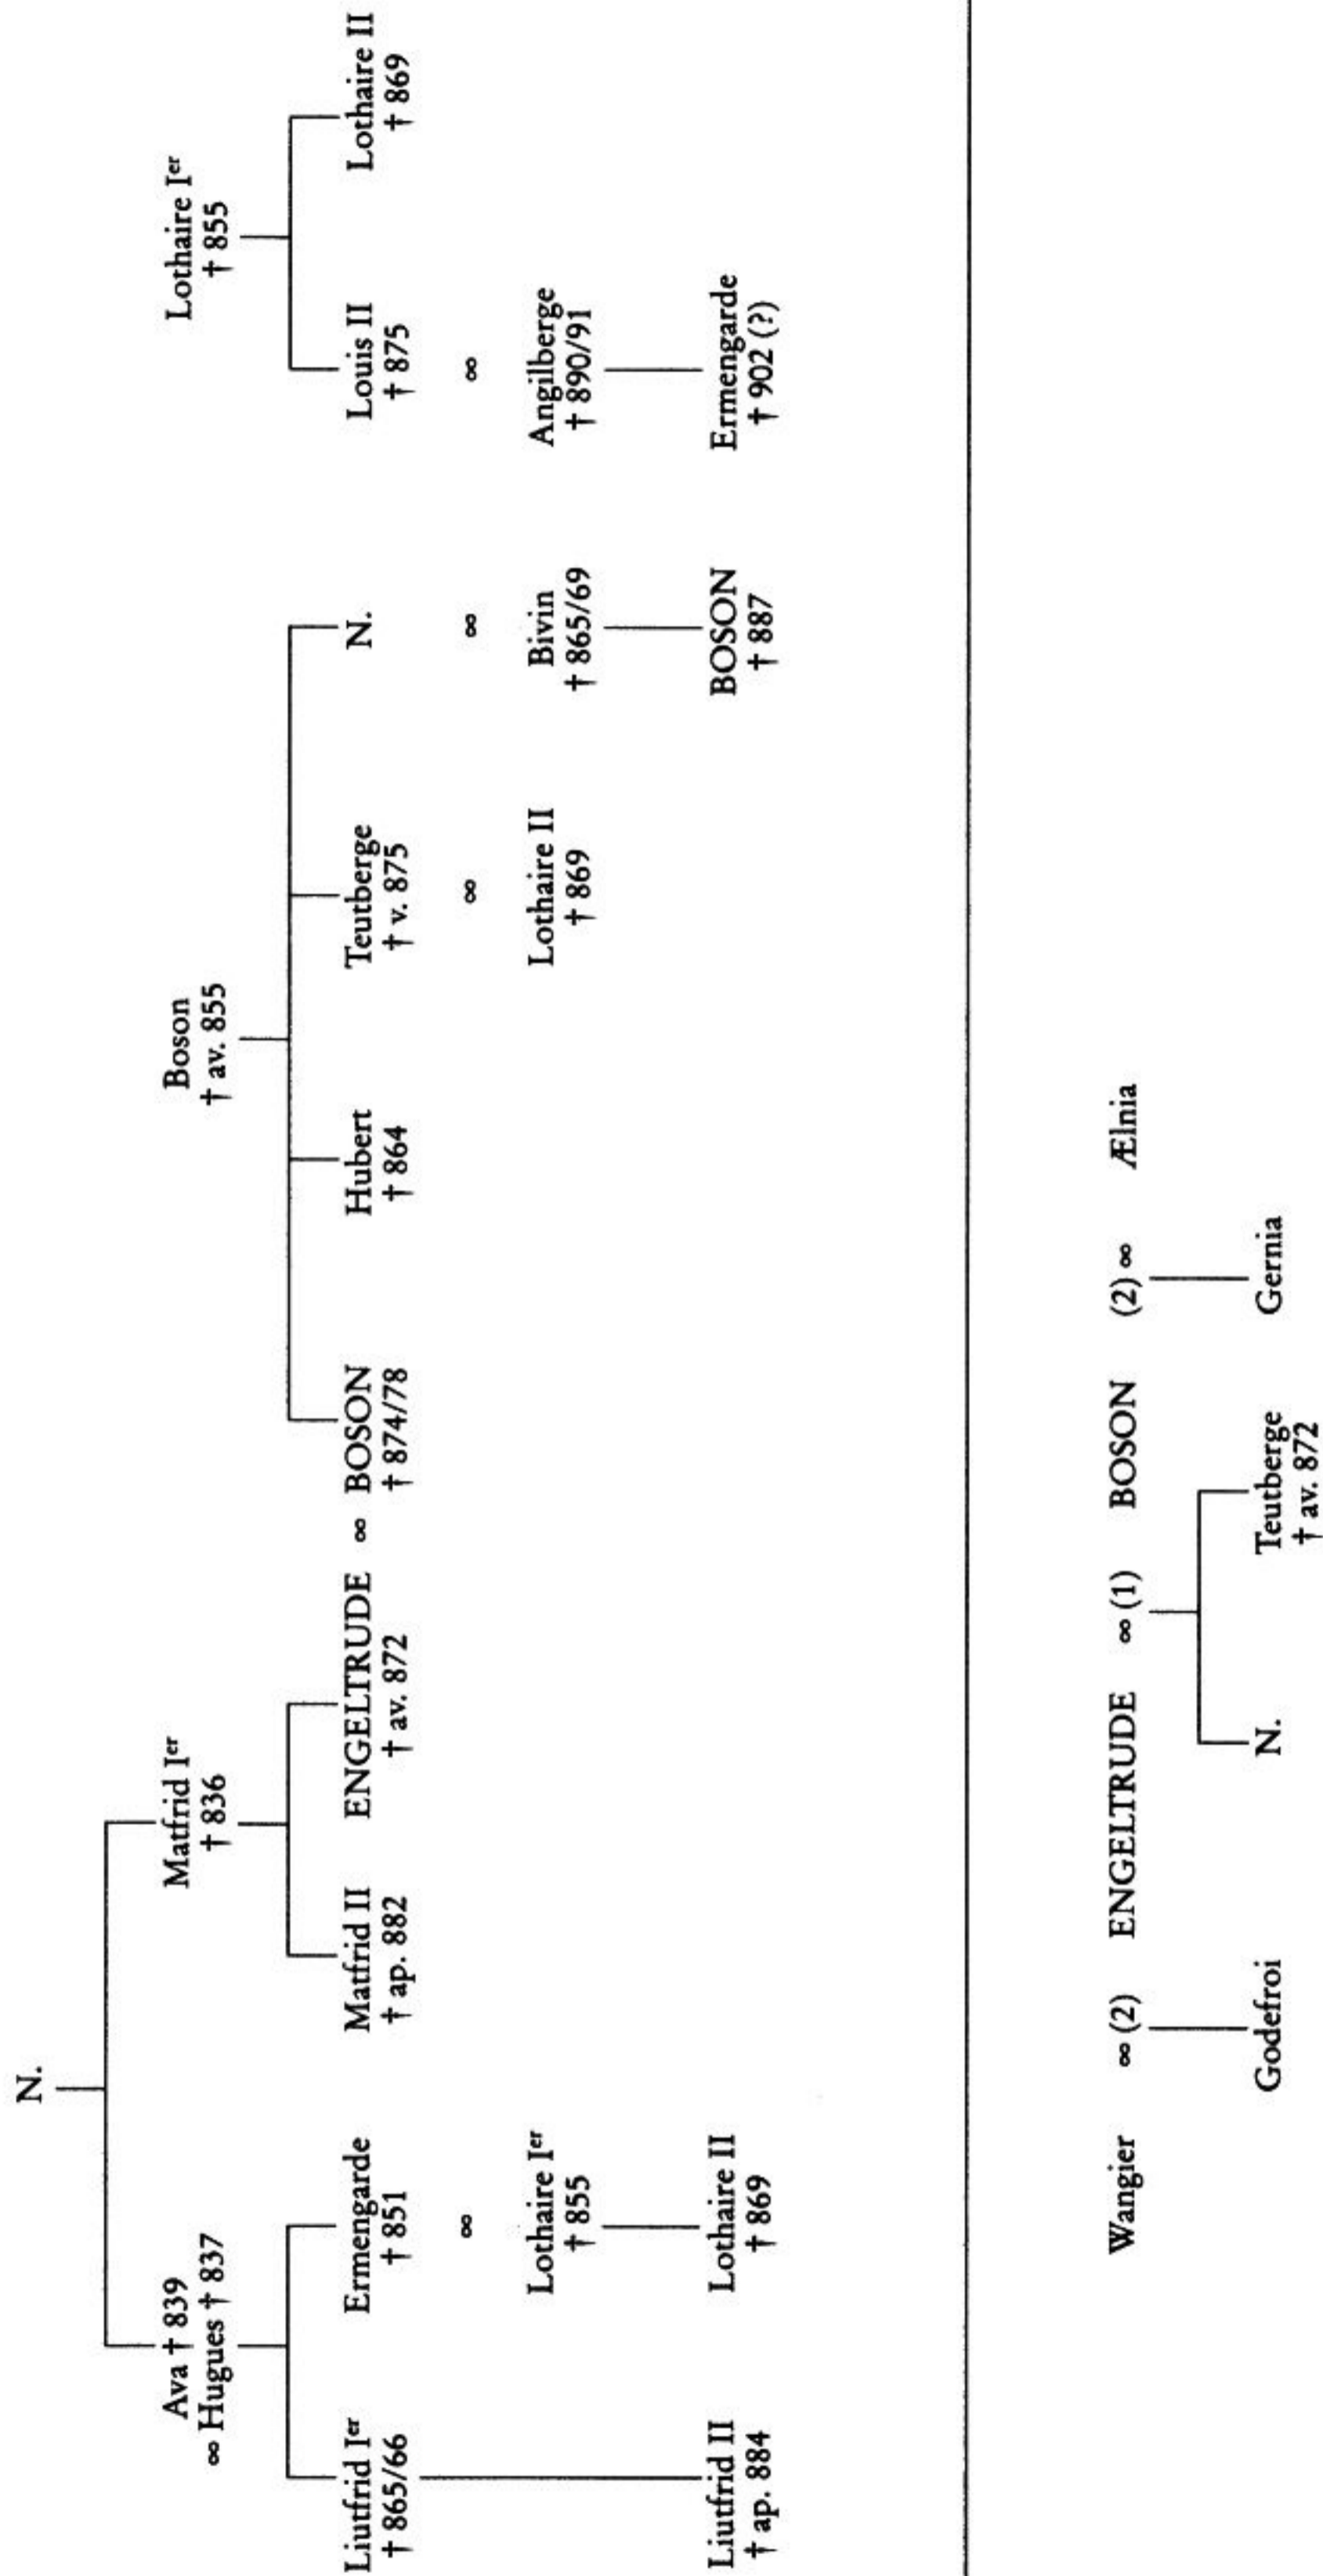 N.
Ava † 839
∞ Hugues † 837
Matfrid Ier
† 836
Boson
† av. 855
Lothaire Ier
† 855
Liutfrid Ier
† 865/66
Ermengarde
† 851
Matfrid II
† ap. 882
ENGELTRUDE
† av. 872
∞
BOSON
† 874/78
Hubert
† 864
Teutberge
† v. 875
N.
Louis II
† 875
Lothaire II
† 869
∞
∞
∞
∞
Lothaire Ier
† 855
Lothaire II
† 869
Bivin
† 865/69
Angilberge
† 890/91
Liutfrid II
† ap. 884
Lothaire II
† 869
BOSON
† 887
Ermengarde
† 902 (?)
Wangier ∞ (2) ENGELTRUDE ∞ (1) BOSON (2) ∞ Ælnia
Godefroi
N.
Teutberge
† av. 872
Gernia